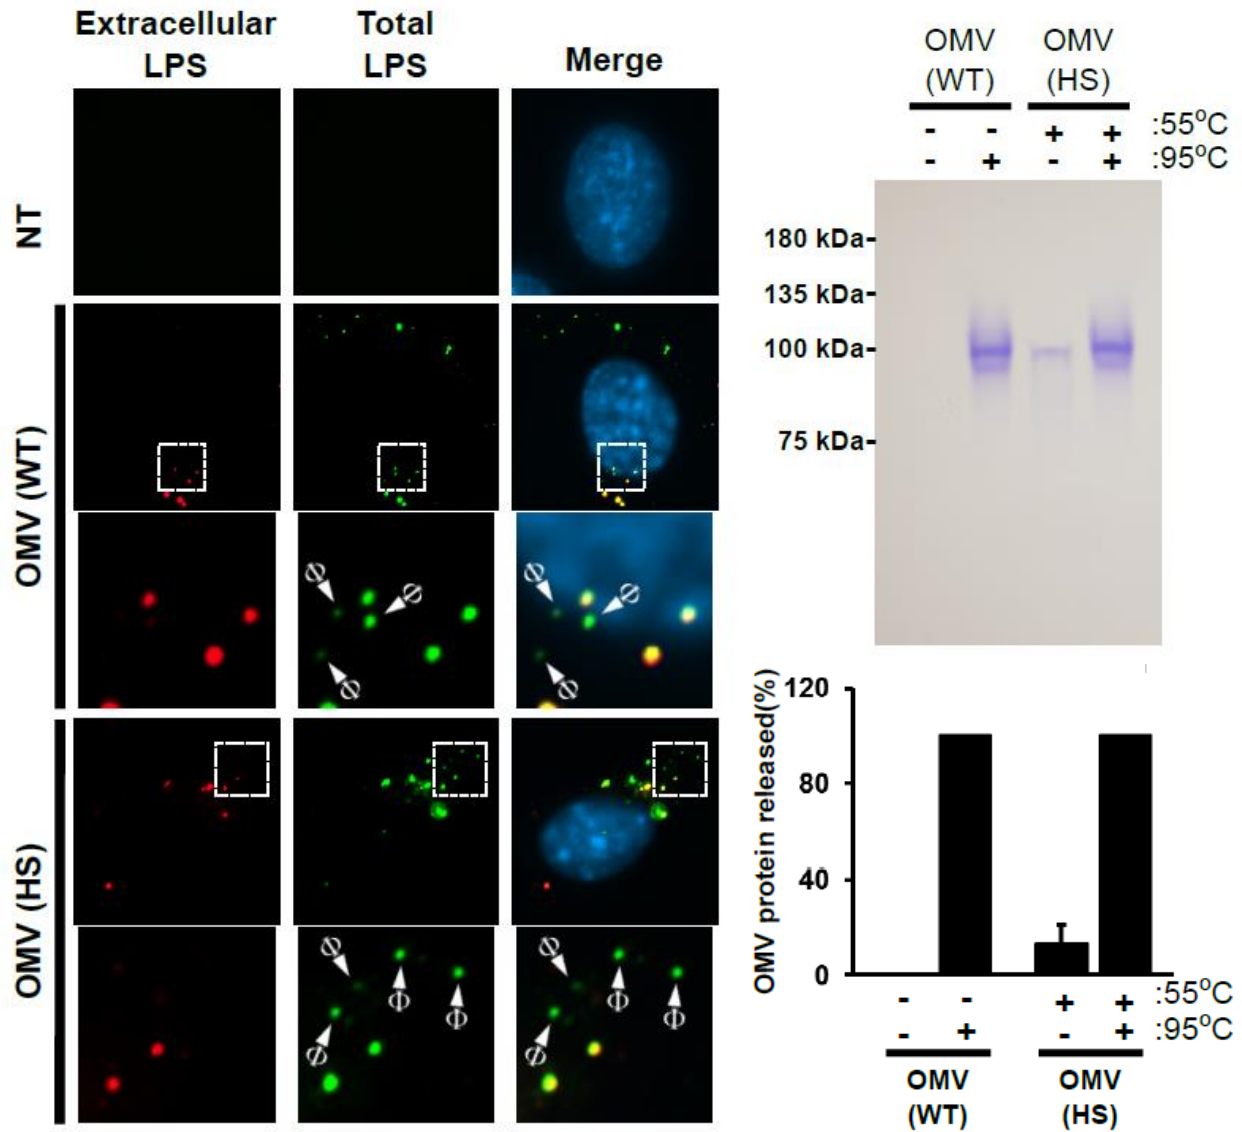 Extracellular
LPS
Total
LPS
Merge
NT
OMV (WT)
Φ Φ Φ
Φ Φ Φ
OMV (HS)
Φ Φ Φ Φ
Φ Φ Φ Φ
OMV
(WT)
OMV
(HS)
- - + + :55°C
- + - + :95°C
180 kDa-
135 kDa-
100 kDa-
75 kDa-
OMV protein released(%)
120
80
40
0
- - + + :55°C
- + - + :95°C
OMV
(WT)
OMV
(HS)